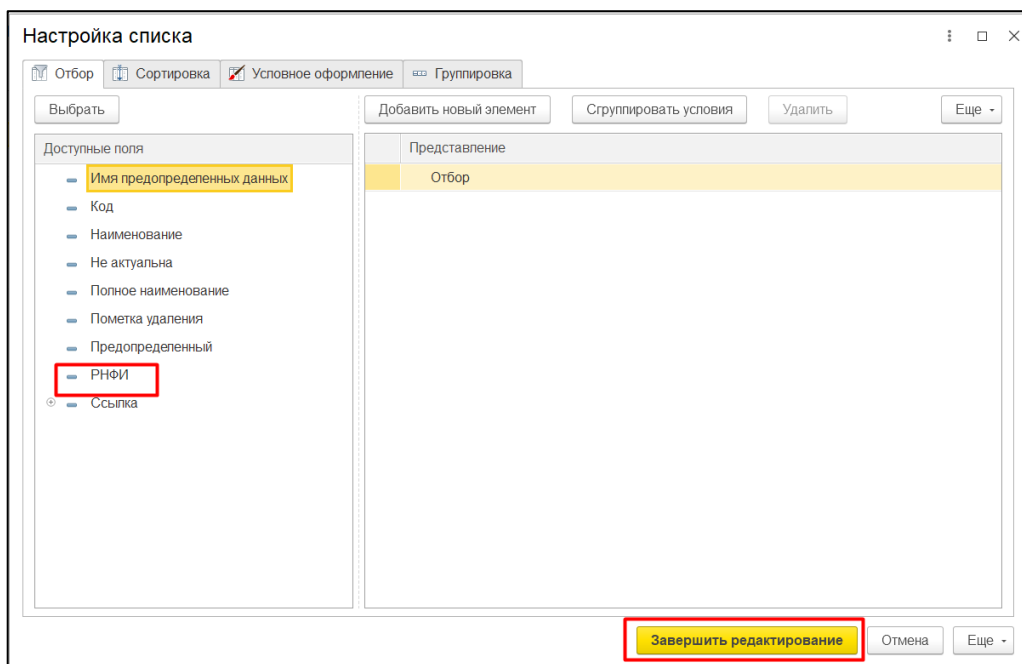 Настройка списка
Отбор Сортировка Условное оформление Группировка
Выбрать Добавить новый элемент Сгруппировать условия Удалить Еще
Доступные поля Представление
Имя предопределенных данных Отбор
Код
Наименование
Не актуальна
Полное наименование
Пометка удаления
Предопределенный
РНФИ
Ссылка
Завершить редактирование Отмена Еще